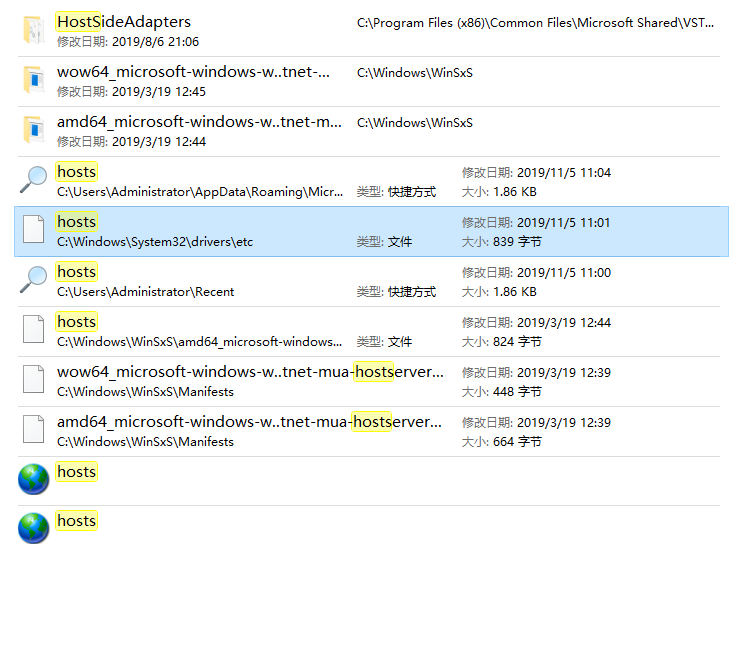 HostSideAdapters C:\Program Files (x86)\Common Files\Microsoft Shared\VST...
修改日期: 2019/8/6 21:06
wow64_microsoft-windows-w..tnet-... C:\Windows\WinSxS
修改日期: 2019/3/19 12:45
amd64_microsoft-windows-w..tnet-m... C:\Windows\WinSxS
修改日期: 2019/3/19 12:44
hosts 修改日期: 2019/11/5 11:04
C:\Users\Administrator\AppData\Roaming\Micr... 类型: 快捷方式 大小: 1.86 KB
hosts 修改日期: 2019/11/5 11:01
C:\Windows\System32\drivers\etc 类型: 文件 大小: 839 字节
hosts 修改日期: 2019/11/5 11:00
C:\Users\Administrator\Recent 类型: 快捷方式 大小: 1.86 KB
hosts 修改日期: 2019/3/19 12:44
C:\Windows\WinSxS\amd64_microsoft-windows... 类型: 文件 大小: 824 字节
wow64_microsoft-windows-w..tnet-mua-hostserver... 修改日期: 2019/3/19 12:39
C:\Windows\WinSxS\Manifests 大小: 448 字节
amd64_microsoft-windows-w..tnet-mua-hostserver... 修改日期: 2019/3/19 12:39
C:\Windows\WinSxS\Manifests 大小: 664 字节
hosts
hosts